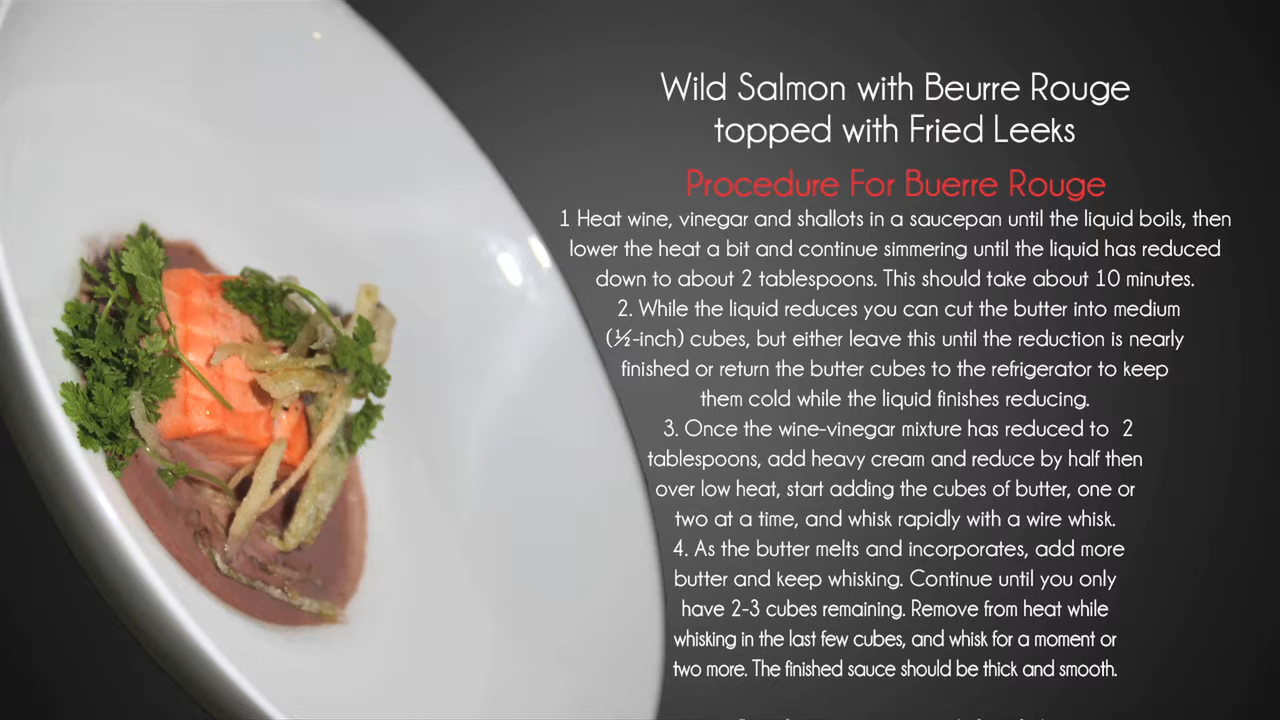 Wild Salmon with Beurre Rouge
topped with Fried Leeks
Procedure For Buerre Rouge
1 Heat wine, vinegar and shallots in a saucepan until the liquid boils, then
lower the heat a bit and continue simmering until the liquid has reduced
down to about 2 tablespoons. This should take about 10 minutes.
2. While the liquid reduces you can cut the butter into medium
(½-inch) cubes, but either leave this until the reduction is nearly
finished or return the butter cubes to the refrigerator to keep
them cold while the liquid finishes reducing.
3. Once the wine-vinegar mixture has reduced to 2
tablespoons, add heavy cream and reduce by half then
over low heat, start adding the cubes of butter, one or
two at a time, and whisk rapidly with a wire whisk.
4. As the butter melts and incorporates, add more
butter and keep whisking. Continue until you only
have 2-3 cubes remaining. Remove from heat while
whisking in the last few cubes, and whisk for a moment or
two more. The finished sauce should be thick and smooth.